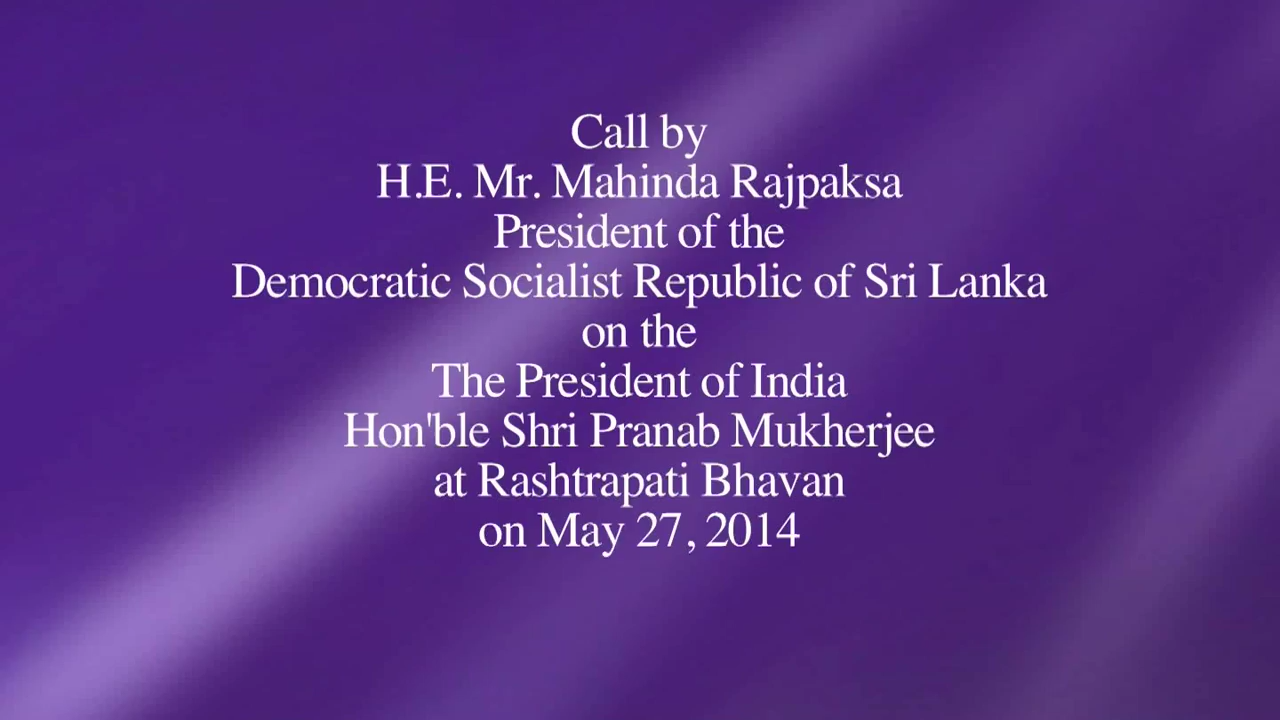 Call by
H.E. Mr. Mahinda Rajpaksa
President of the
Democratic Socialist Republic of Sri Lanka
on the
The President of India
Hon'ble Shri Pranab Mukherjee
at Rashtrapati Bhavan
on May 27, 2014